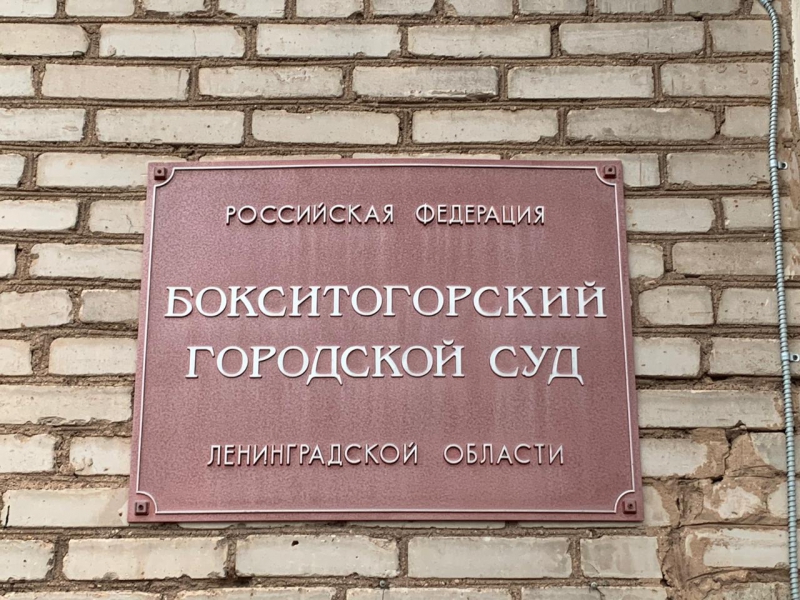 РОССИЙСКАЯ ФЕДЕРАЦИЯ
БОКСИТОГОРСКИЙ
ГОРОДСКОЙ СУД
ЛЕНИНГРАДСКОЙ ОБЛАСТИ